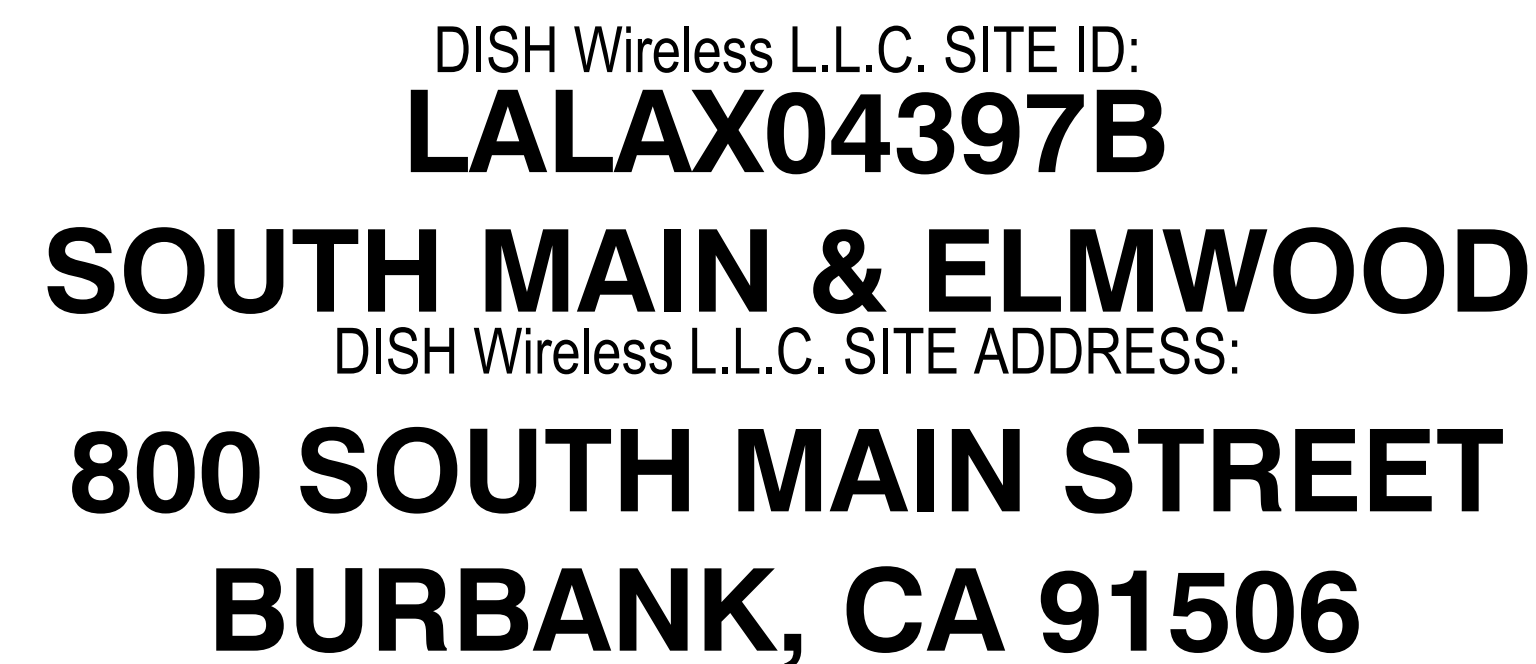 DISH Wireless L.L.C. SITE ID:
LALAX04397B
SOUTH MAIN & ELMWOOD
DISH Wireless L.L.C. SITE ADDRESS:
800 SOUTH MAIN STREET
BURBANK, CA 91506